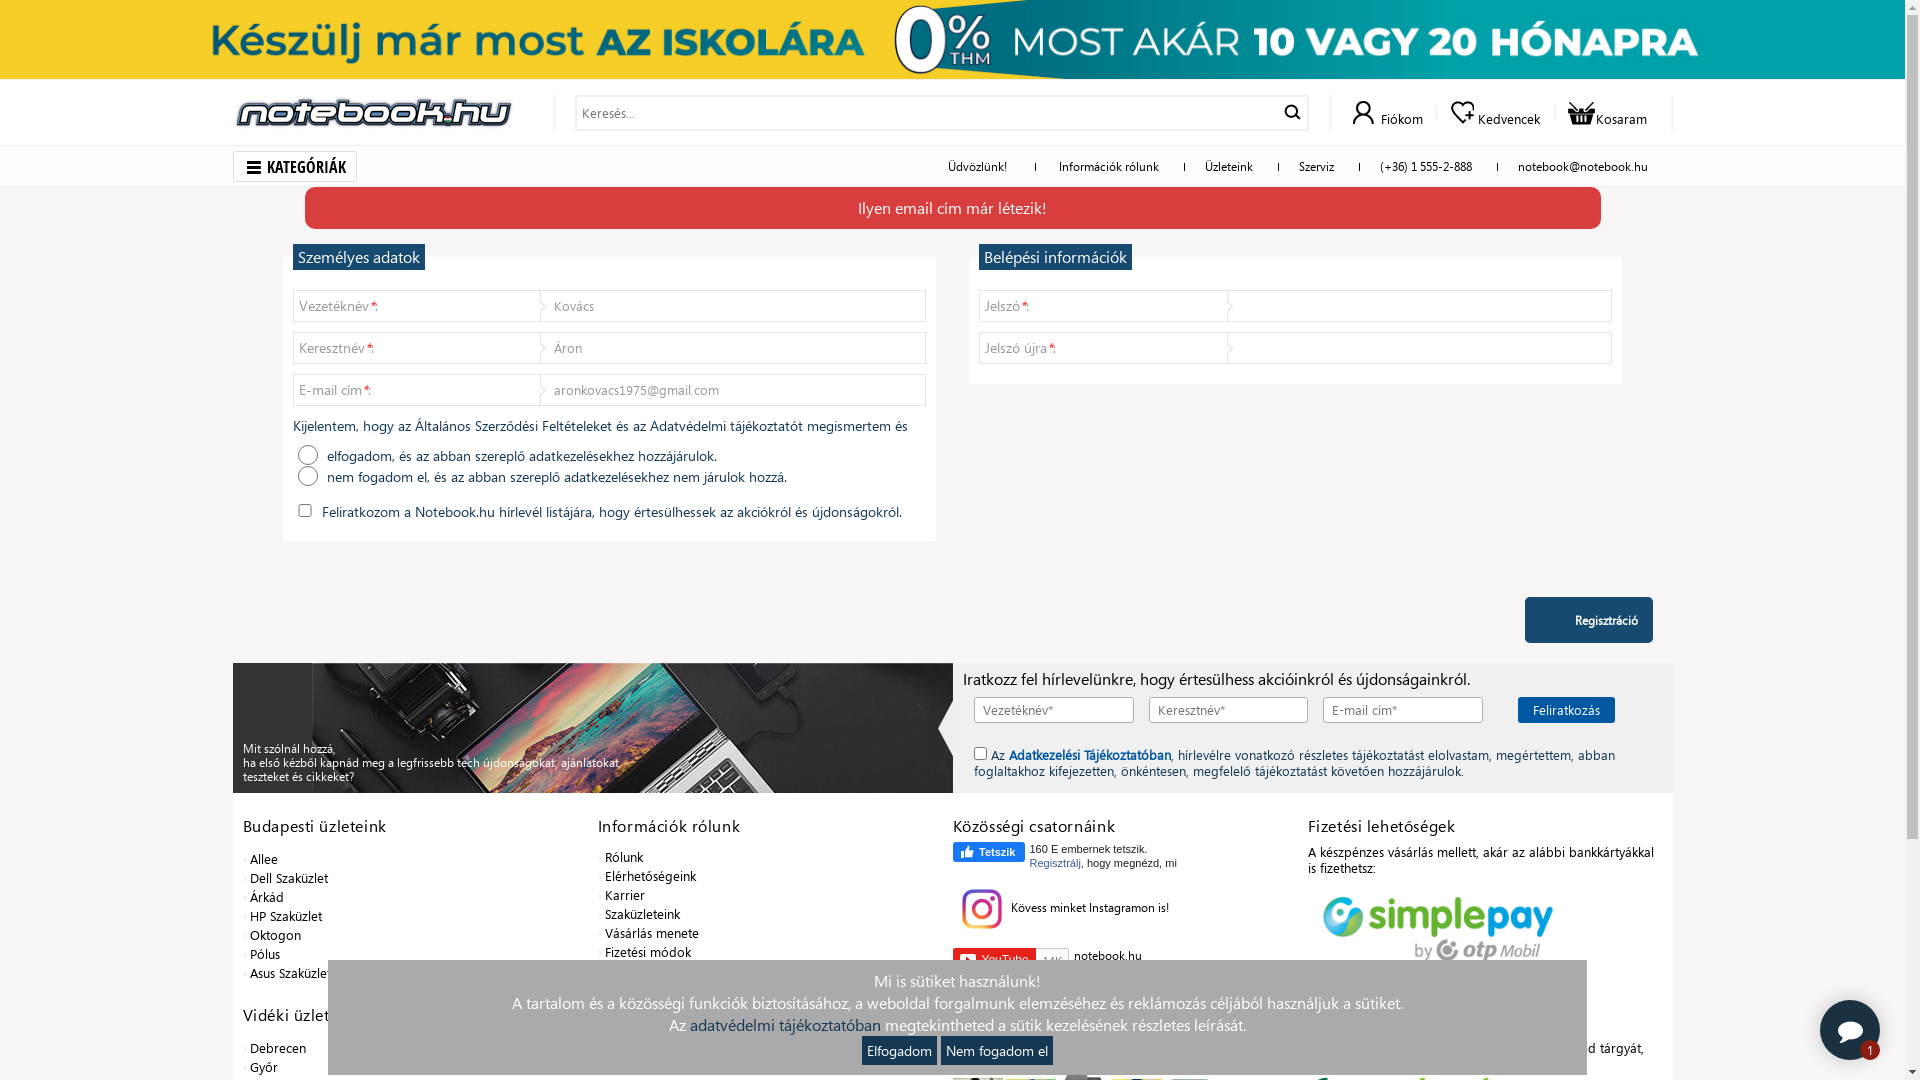 Készülj már most AZ ISKOLÁRA 0% THM MOST AKÁR 10 VAGY 20 HÓNAPRA
notebook.hu
Keresés...
Fiókom
Kedvencek
Kosaram
KATEGÓRIÁK
Üdvözlünk!
Információk rólunk
Üzleteink
Szerviz
(+36) 1 555-2-888
notebook@notebook.hu
Ilyen email cím már létezik!
Személyes adatok
Vezetéknév*:
Kovács
Keresztnév*:
Áron
E-mail cím*:
aronkovacs1975@gmail.com
Kijelentem, hogy az Általános Szerződési Feltételeket és az Adatvédelmi tájékoztatót megismertem és
elfogadom, és az abban szereplő adatkezelésekhez hozzájárulok.
nem fogadom el, és az abban szereplő adatkezelésekhez nem járulok hozzá.
Feliratkozom a Notebook.hu hírlevél listájára, hogy értesülhessek az akciókról és újdonságokról.
Belépési információk
Jelszó*:
Jelszó újra*:
Regisztráció
Mit szólnál hozzá,
ha első kézből kapnád meg a legfrissebb tech újdonságokat, ajánlatokat,
teszteket és cikkeket?
Iratkozz fel hírlevelünkre, hogy értesülhess akcióinkról és újdonságainkról.
Vezetéknév*
Keresztnév*
E-mail cím*
Feliratkozás
Az Adatkezelési Tájékoztatóban, hírlevélre vonatkozó részletes tájékoztatást elolvastam, megértettem, abban
foglaltakhoz kifejezetten, önkéntesen, megfelelő tájékoztatást követően hozzájárulok.
Budapesti üzleteink
Allee
Dell Szaküzlet
Árkád
HP Szaküzlet
Oktogon
Pólus
Asus Szaküzlet
Vidéki üzlet
Debrecen
Győr
Információk rólunk
Rólunk
Elérhetőségeink
Karrier
Szaküzleteink
Vásárlás menete
Fizetési módok
Közösségi csatornáink
Tetszik
160 E embernek tetszik.
Regisztrálj, hogy megnézd, mi
Kövess minket Instagramon is!
YouTube
14K
notebook.hu
Fizetési lehetőségek
A készpénzes vásárlás mellett, akár az alábbi bankkártyákkal
is fizethetsz:
simplepay
by otp Mobil
d tárgyát,
Mi is sütiket használunk!
A tartalom és a közösségi funkciók biztosításához, a weboldal forgalmunk elemzéséhez és reklámozás céljából használjuk a sütiket.
Az adatvédelmi tájékoztatóban megtekintheted a sütik kezelésének részletes leírását.
Elfogadom
Nem fogadom el
1